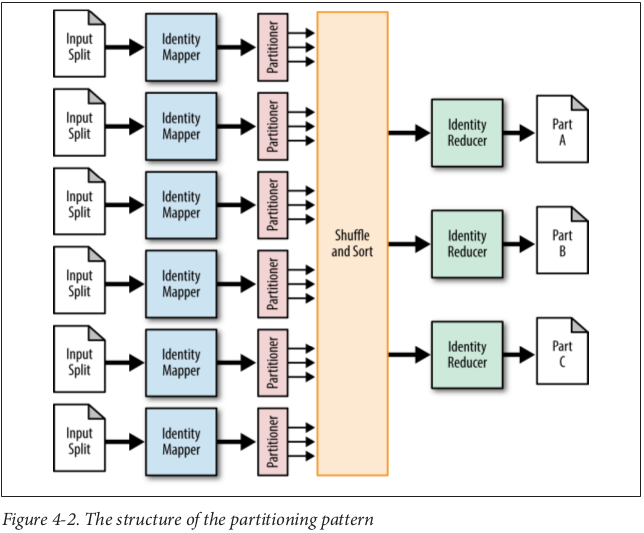 Input
Split
Identity
Mapper
Partitioner
Input
Split
Identity
Mapper
Partitioner
Input
Split
Identity
Mapper
Partitioner
Input
Split
Identity
Mapper
Partitioner
Input
Split
Identity
Mapper
Partitioner
Input
Split
Identity
Mapper
Partitioner
Shuffle
and Sort
Identity
Reducer
Part
A
Identity
Reducer
Part
B
Identity
Reducer
Part
C
Figure 4-2. The structure of the partitioning pattern